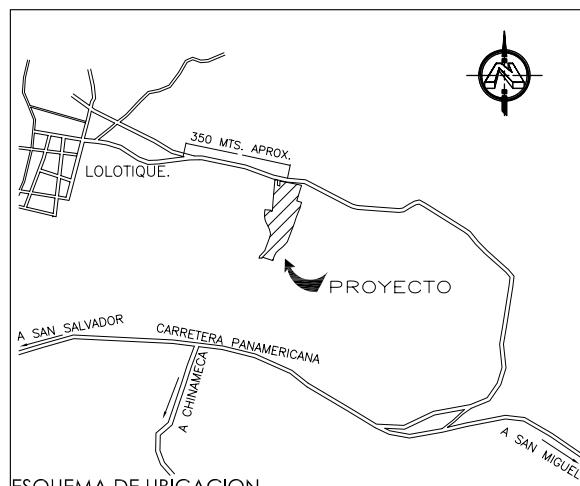 350 MTS. APROX.
LOLOTIQUE.
PROYECTO
A SAN SALVADOR
CARRETERA PANAMERICANA
A CHINAMECA
A SAN MIGUEL
ESQUEMA DE UBICACION